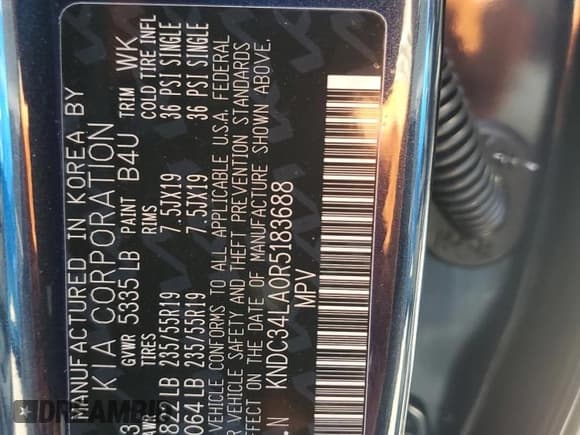 MANUFACTURED IN KOREA BY
KIA CORPORATION
3 GVWR 5335 LB PAINT B4U TRIM WK
TIRES RIMS COLD TIRE INFL
822 LB 235/55R19 7.5JX19 36 PSI SINGLE
064 LB 235/55R19 7.5JX19 36 PSI SINGLE
VEHICLE CONFORMS TO ALL APPLICABLE U.S.A. FEDERAL
R VEHICLE SAFETY AND THEFT PREVENTION STANDARDS
EFFECT ON THE DATE OF MANUFACTURE SHOWN ABOVE.
.N KNDC34LA0R5183688
MPV
DREAMBID